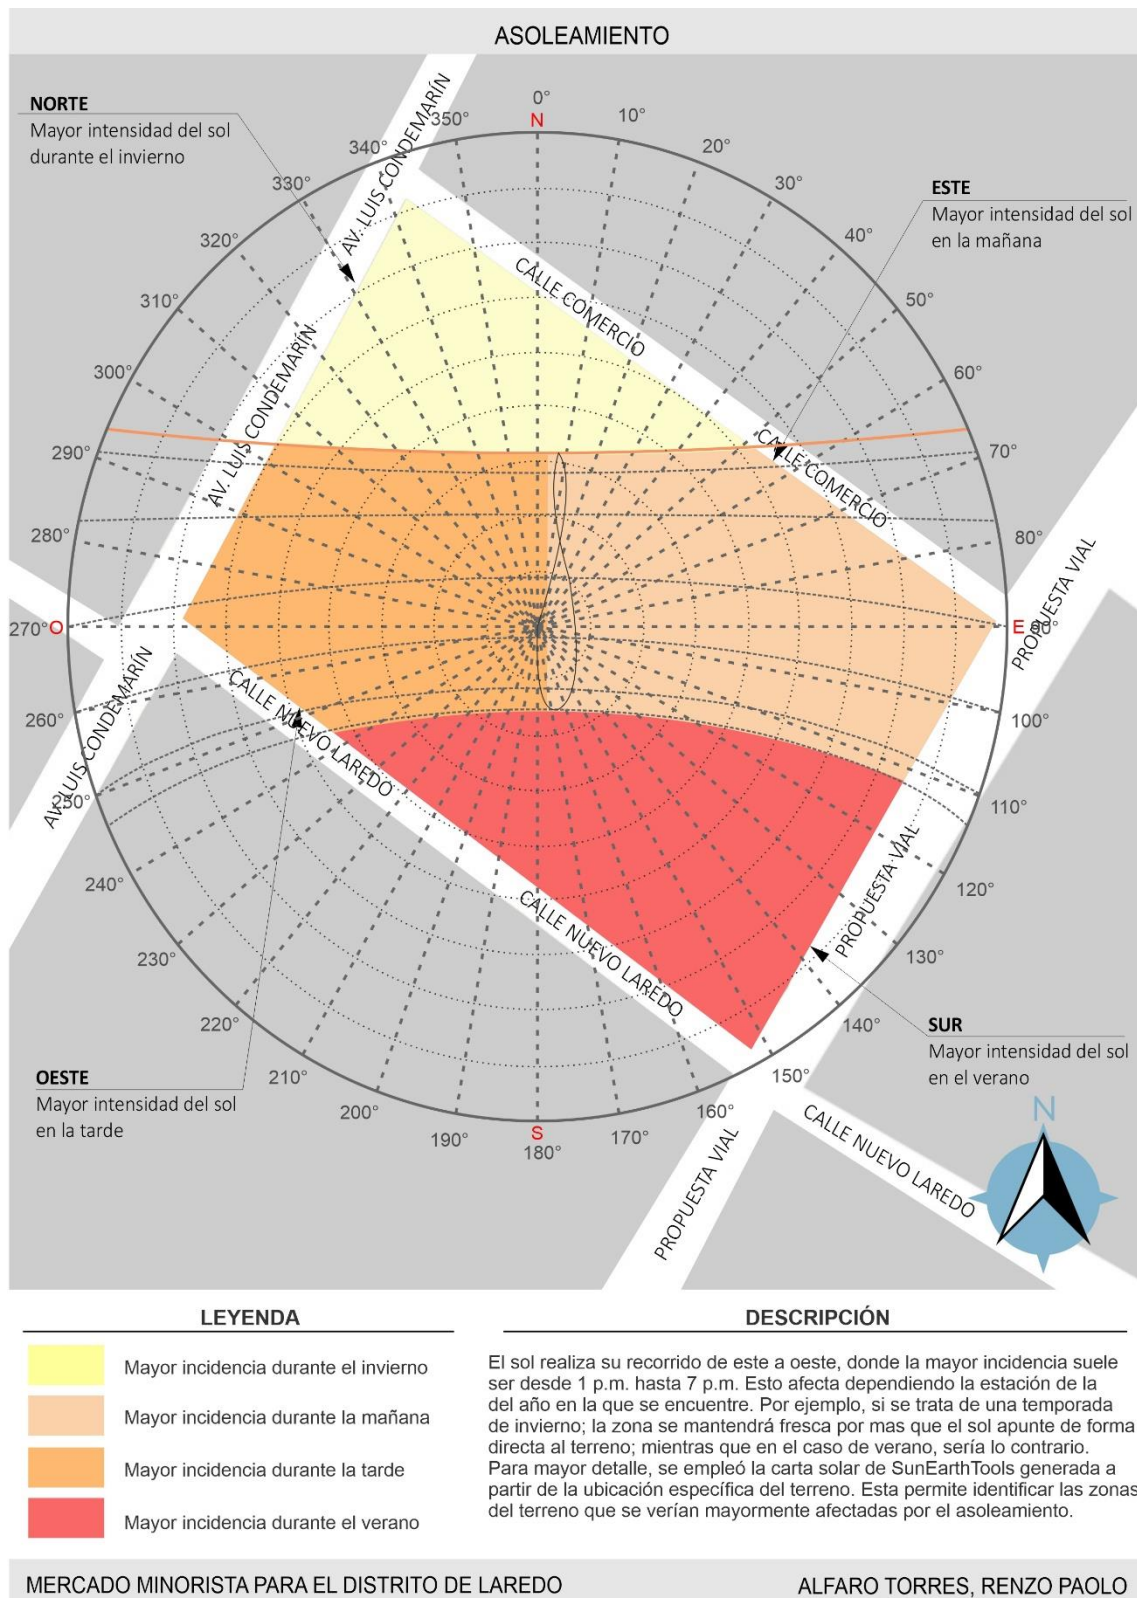 ASOLEAMIENTO
NORTE
Mayor intensidad del sol
durante el invierno
ESTE
Mayor intensidad del sol
en la mañana
0°
N
10°
20°
30°
40°
50°
60°
70°
80°
E 90°
100°
110°
120°
130°
140°
150°
160°
170°
S
180°
190°
200°
210°
220°
230°
240°
250°
260°
270° O
280°
290°
300°
310°
320°
330°
340°
350°
AV. LUIS CONDEMARÍN
AV. LUIS CONDEMARÍN
AV. LUIS CONDEMARÍN
AV. LUIS CONDEMARÍN
CALLE COMERCIO
CALLE COMERCIO
PROPUESTA VIAL
PROPUESTA VIAL
PROPUESTA VIAL
CALLE NUEVO LAREDO
CALLE NUEVO LAREDO
CALLE NUEVO LAREDO
OESTE
Mayor intensidad del sol
en la tarde
SUR
Mayor intensidad del sol
en el verano
N
LEYENDA
Mayor incidencia durante el invierno
Mayor incidencia durante la mañana
Mayor incidencia durante la tarde
Mayor incidencia durante el verano
DESCRIPCIÓN
El sol realiza su recorrido de este a oeste, donde la mayor incidencia suele
ser desde 1 p.m. hasta 7 p.m. Esto afecta dependiendo la estación de la
del año en la que se encuentre. Por ejemplo, si se trata de una temporada
de invierno; la zona se mantendrá fresca por mas que el sol apunte de forma
directa al terreno; mientras que en el caso de verano, sería lo contrario.
Para mayor detalle, se empleó la carta solar de SunEarthTools generada a
partir de la ubicación específica del terreno. Esta permite identificar las zonas
del terreno que se verían mayormente afectadas por el asoleamiento.
MERCADO MINORISTA PARA EL DISTRITO DE LAREDO
ALFARO TORRES, RENZO PAOLO